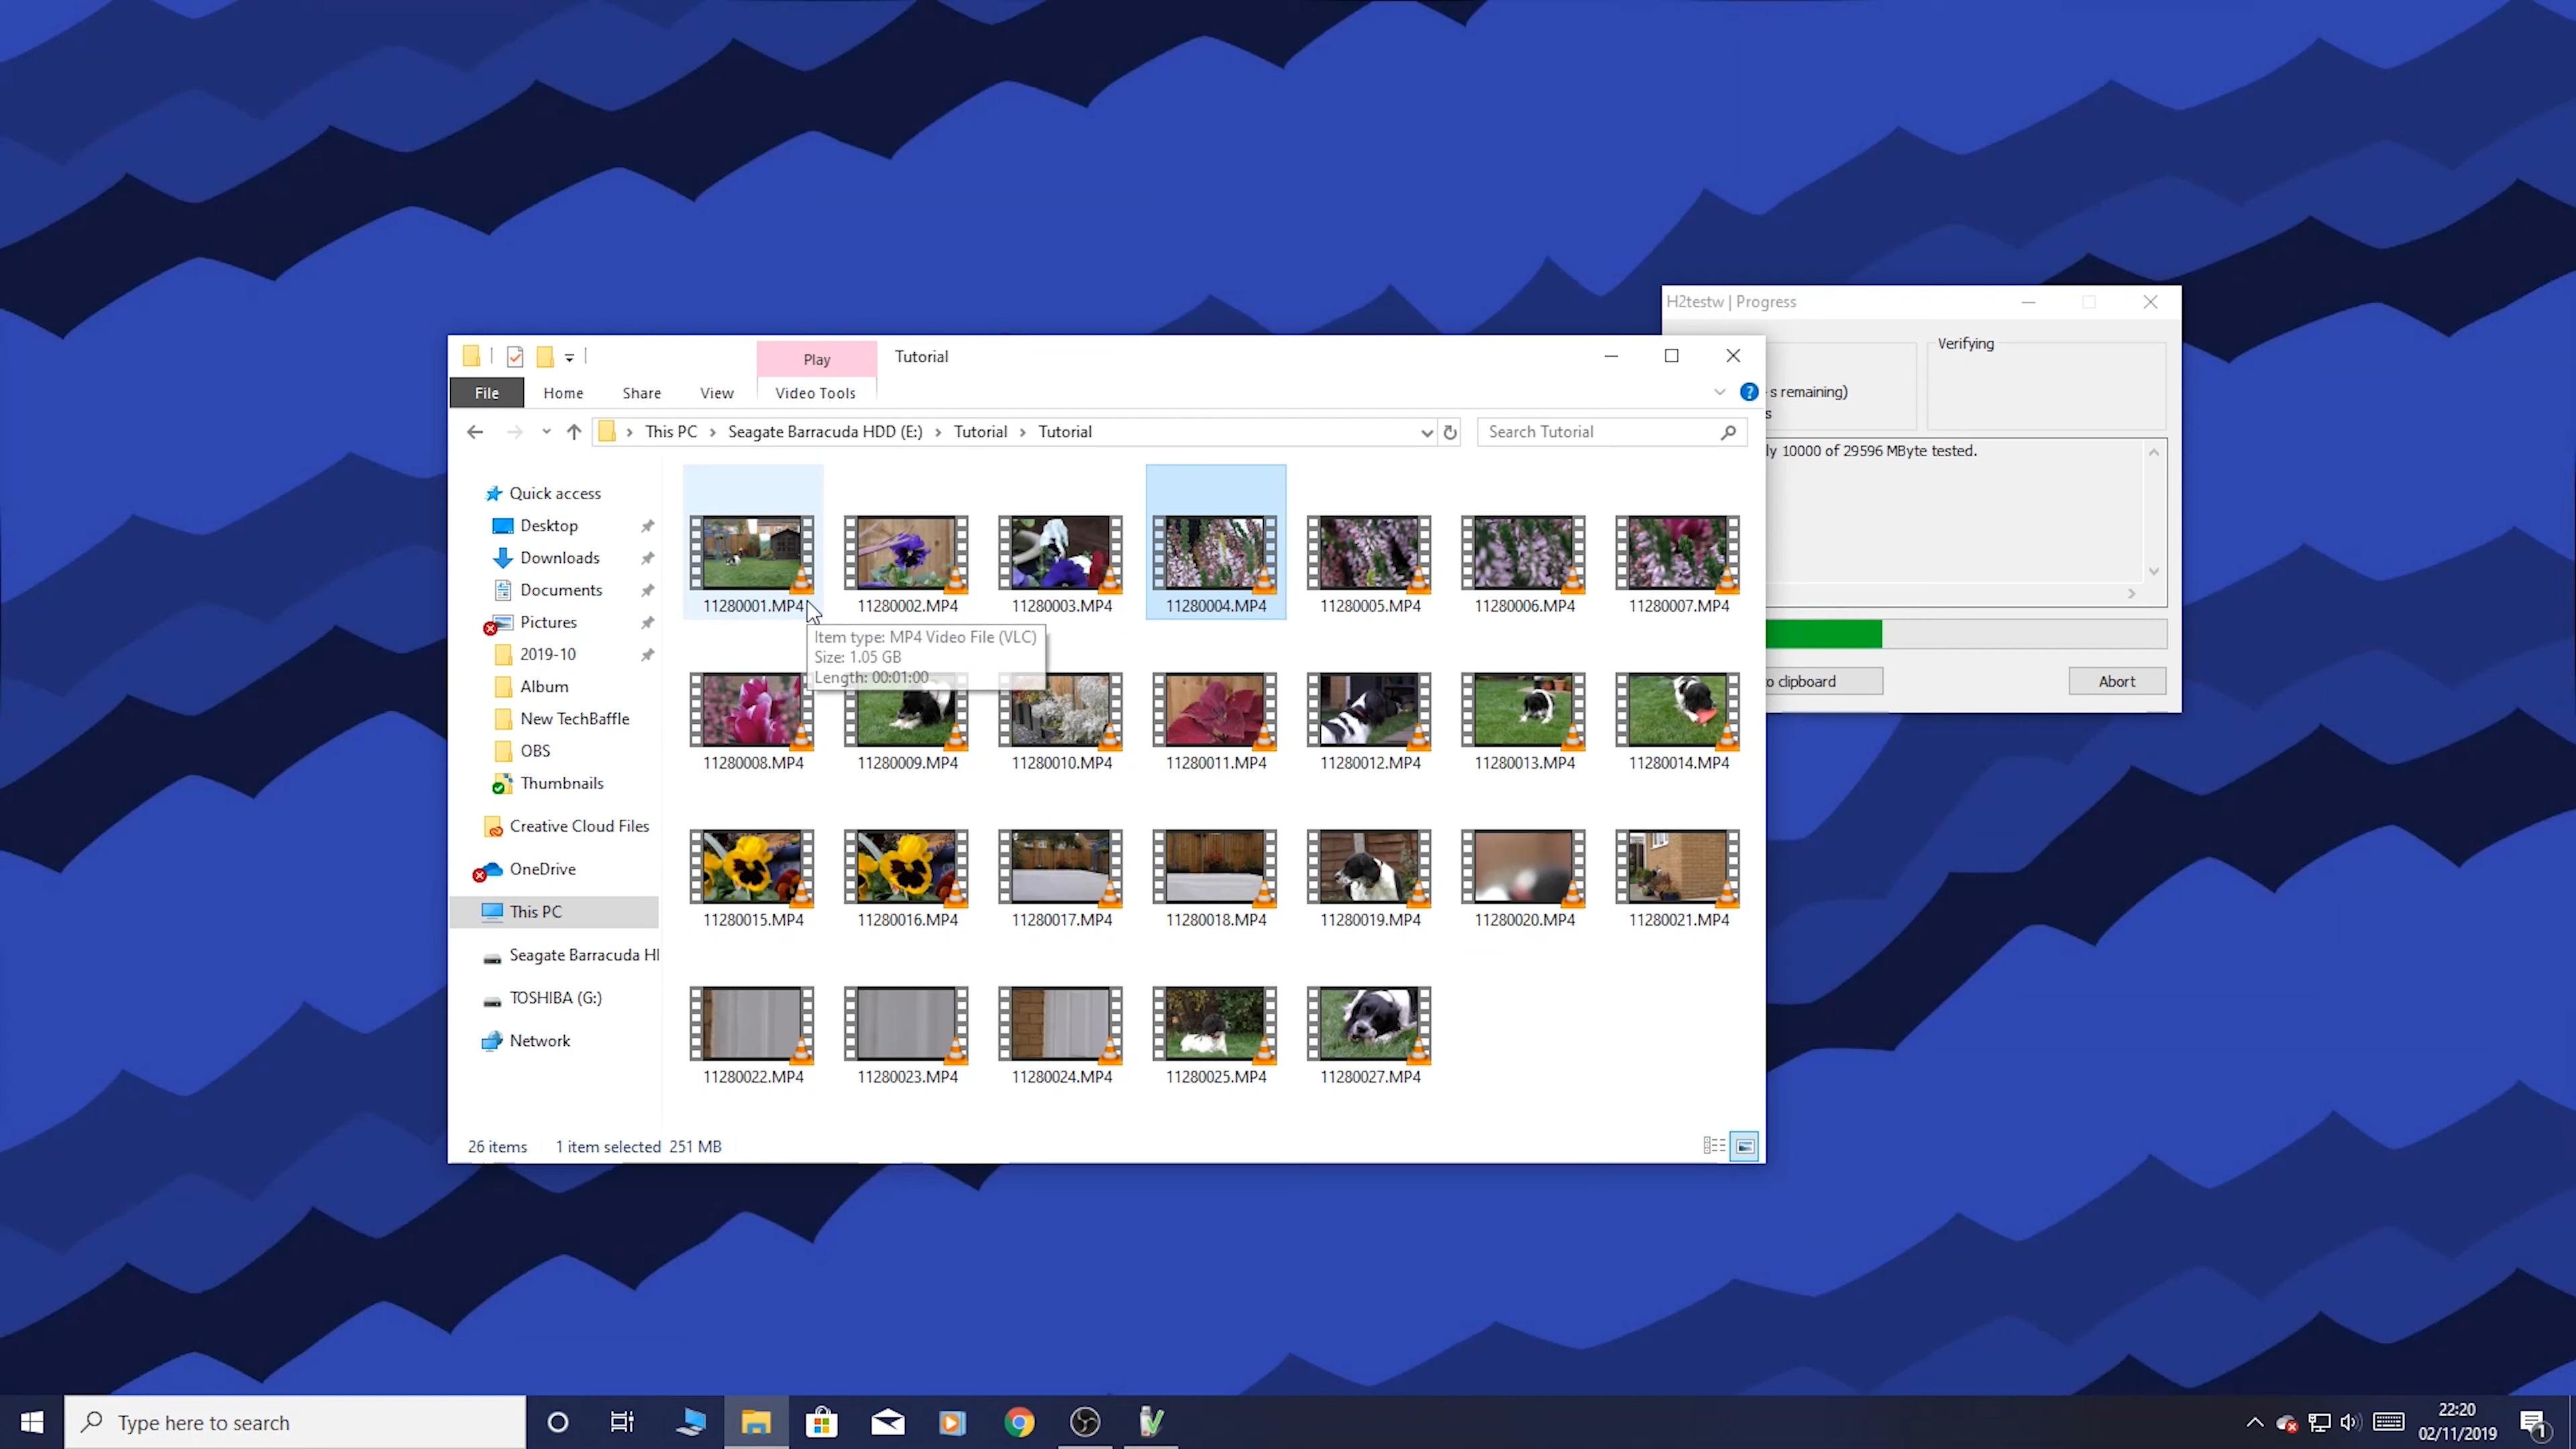 H2testw | Progress
Verifying
s remaining)
s
ly 10000 of 29596 MByte tested.
o clipboard
Abort
Play
Tutorial
File
Home
Share
View
Video Tools
This PC
Seagate Barracuda HDD (E:)
Tutorial
Tutorial
Search Tutorial
Quick access
Desktop
Downloads
Documents
Pictures
2019-10
Album
New TechBaffle
OBS
Thumbnails
Creative Cloud Files
OneDrive
This PC
Seagate Barracuda H
TOSHIBA (G:)
Network
11280001.MP4
11280002.MP4
11280003.MP4
11280004.MP4
11280005.MP4
11280006.MP4
11280007.MP4
Item type: MP4 Video File (VLC)
Size: 1.05 GB
Length: 00:01:00
11280008.MP4
11280009.MP4
11280010.MP4
11280011.MP4
11280012.MP4
11280013.MP4
11280014.MP4
11280015.MP4
11280016.MP4
11280017.MP4
11280018.MP4
11280019.MP4
11280020.MP4
11280021.MP4
11280022.MP4
11280023.MP4
11280024.MP4
11280025.MP4
11280027.MP4
26 items
1 item selected 251 MB
Type here to search
22:20
02/11/2019
1